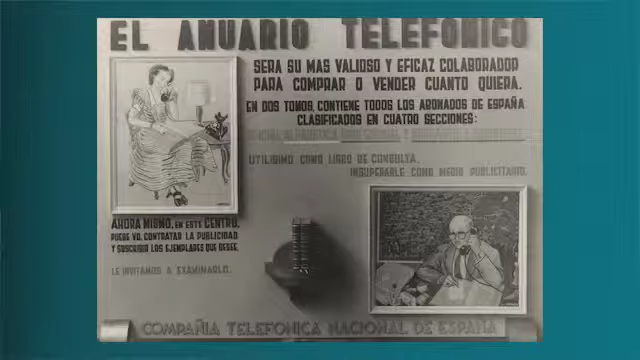 EL ANUARIO TELEFONICO
SERA SU MAS VALIOSO Y EFICAZ COLABORADOR
PARA COMPRAR O VENDER CUANTO QUIERA.
EN DOS TOMOS, CONTIENE TODOS LOS ABONADOS DE ESPAÑA
CLASIFICADOS EN CUATRO SECCIONES:
UTILISIMO COMO LIBRO DE CONSULTA.
INSUPERABLE COMO MEDIO PUBLICITARIO.
AHORA MISMO, EN ESTE CENTRO,
PUEDE VD. CONTRATAR LA PUBLICIDAD
Y SUSCRIBIR LOS EJEMPLARES QUE DESEE.
LE INVITAMOS A EXAMINARLO.
COMPAÑIA TELEFONICA NACIONAL DE ESPAÑA